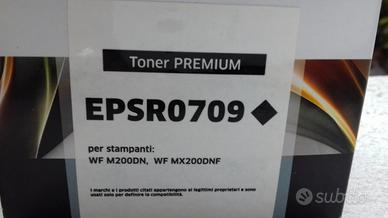 Toner PREMIUM
EPSR0709
per stampanti:
WF M200DN, WF MX200DNF
I marchi e i prodotti citati appartengono ai legittimi proprietari e sono
usati solo per definire la compatibilità.
subito